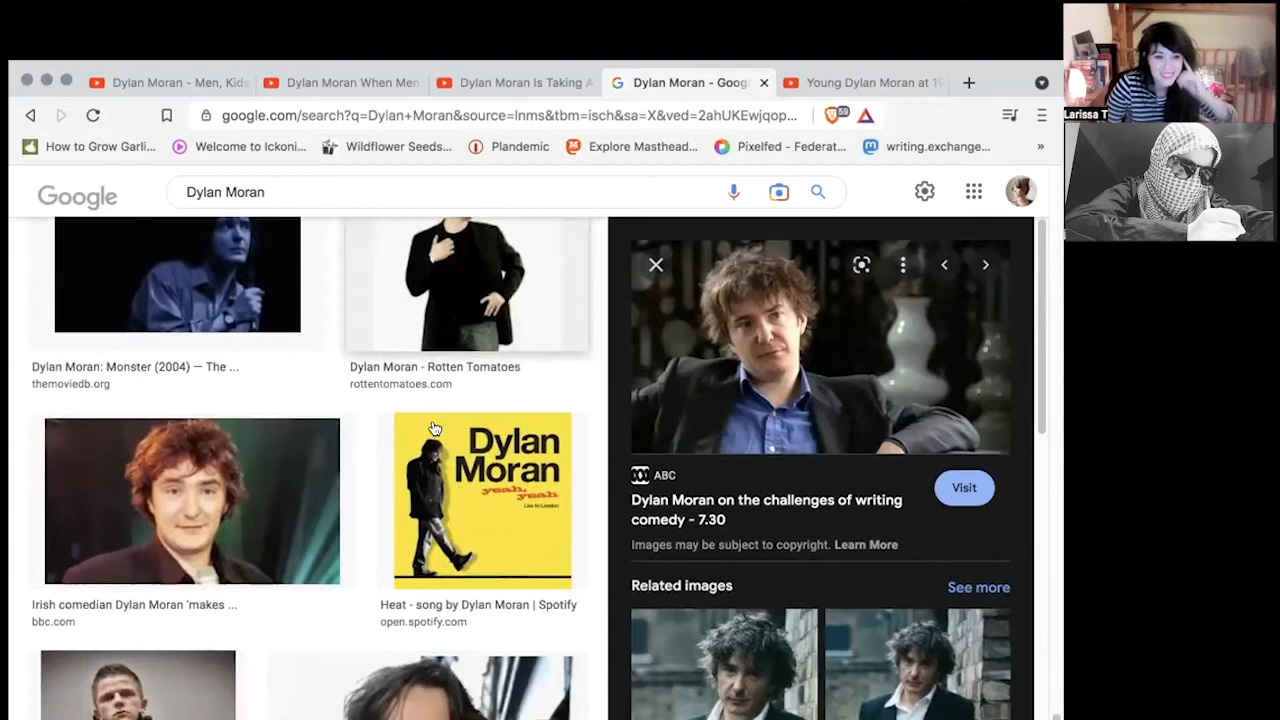 Dylan Moran - Men, Kids
Dylan Moran When Men
Dylan Moran Is Taking A
Dylan Moran - Googl
Young Dylan Moran at 19
google.com/search?q=Dylan+Moran&source=lnms&tbm=isch&sa=X&ved=2ahUKEwjqop...
59
How to Grow Garli...
Welcome to Ickoni...
Wildflower Seeds...
Plandemic
Explore Masthead...
Pixelfed - Federat...
writing.exchange...
»
Google
Dylan Moran
Dylan Moran: Monster (2004) — The ...
themoviedb.org
Dylan Moran - Rotten Tomatoes
rottentomatoes.com
Dylan
Moran
yeah, yeah
Live In London
Irish comedian Dylan Moran 'makes ...
bbc.com
Heat - song by Dylan Moran | Spotify
open.spotify.com
ABC
Dylan Moran on the challenges of writing
comedy - 7.30
Visit
Images may be subject to copyright. Learn More
Related images
See more
Larissa T